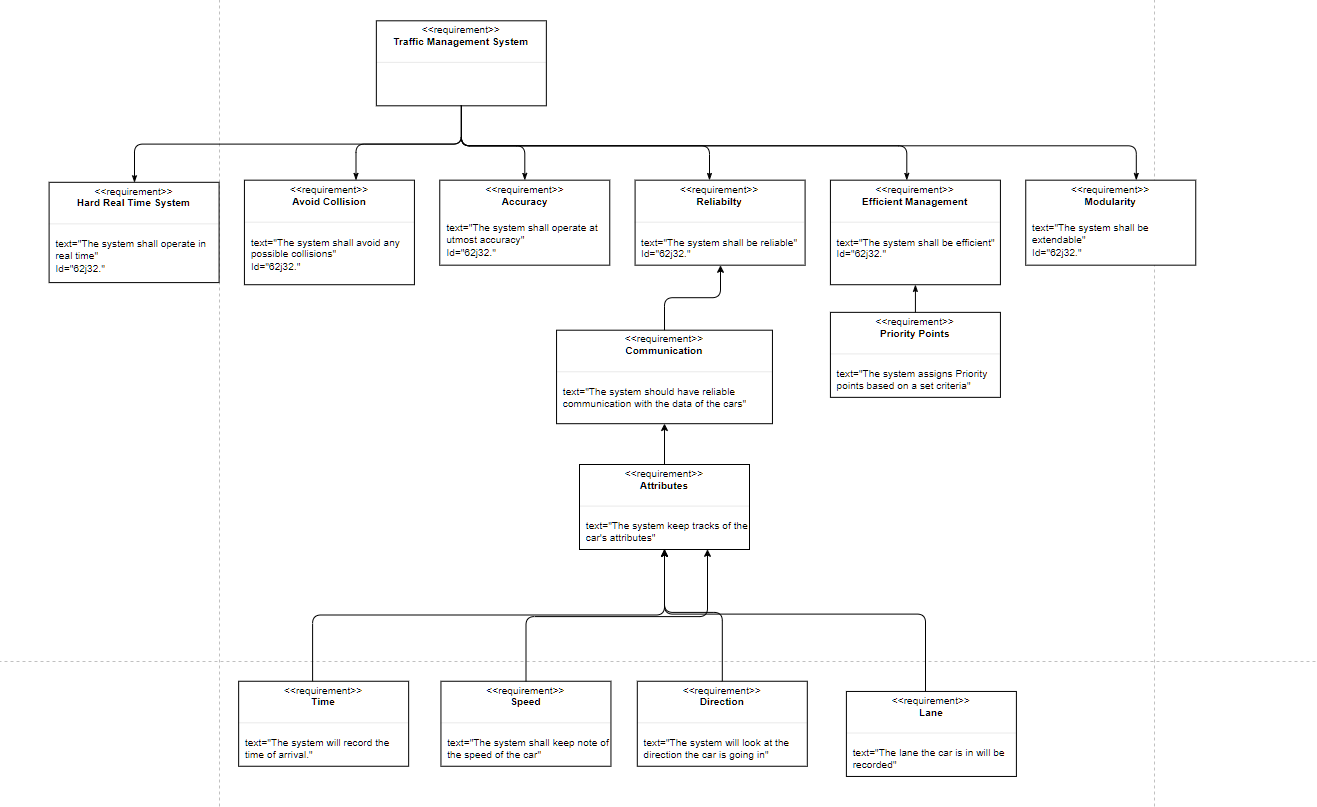 <<requirement>>
Traffic Management System
<<requirement>>
Hard Real Time System
text="The system shall operate in
real time"
Id="62j32."
<<requirement>>
Avoid Collision
text="The system shall avoid any
possible collisions"
Id="62j32."
<<requirement>>
Accuracy
text="The system shall operate at
utmost accuracy"
Id="62j32."
<<requirement>>
Reliabilty
text="The system shall be reliable"
Id="62j32."
<<requirement>>
Efficient Management
text="The system shall be efficient"
Id="62j32."
<<requirement>>
Modularity
text="The system shall be
extendable"
Id="62j32."
<<requirement>>
Communication
text="The system should have reliable
communication with the data of the cars"
<<requirement>>
Priority Points
text="The system assigns Priority
points based on a set criteria"
<<requirement>>
Attributes
text="The system keep tracks of the
car's attributes"
<<requirement>>
Time
text="The system will record the
time of arrival."
<<requirement>>
Speed
text="The system shall keep note of
the speed of the car"
<<requirement>>
Direction
text="The system will look at the
direction the car is going in"
<<requirement>>
Lane
text="The lane the car is in will be
recorded"